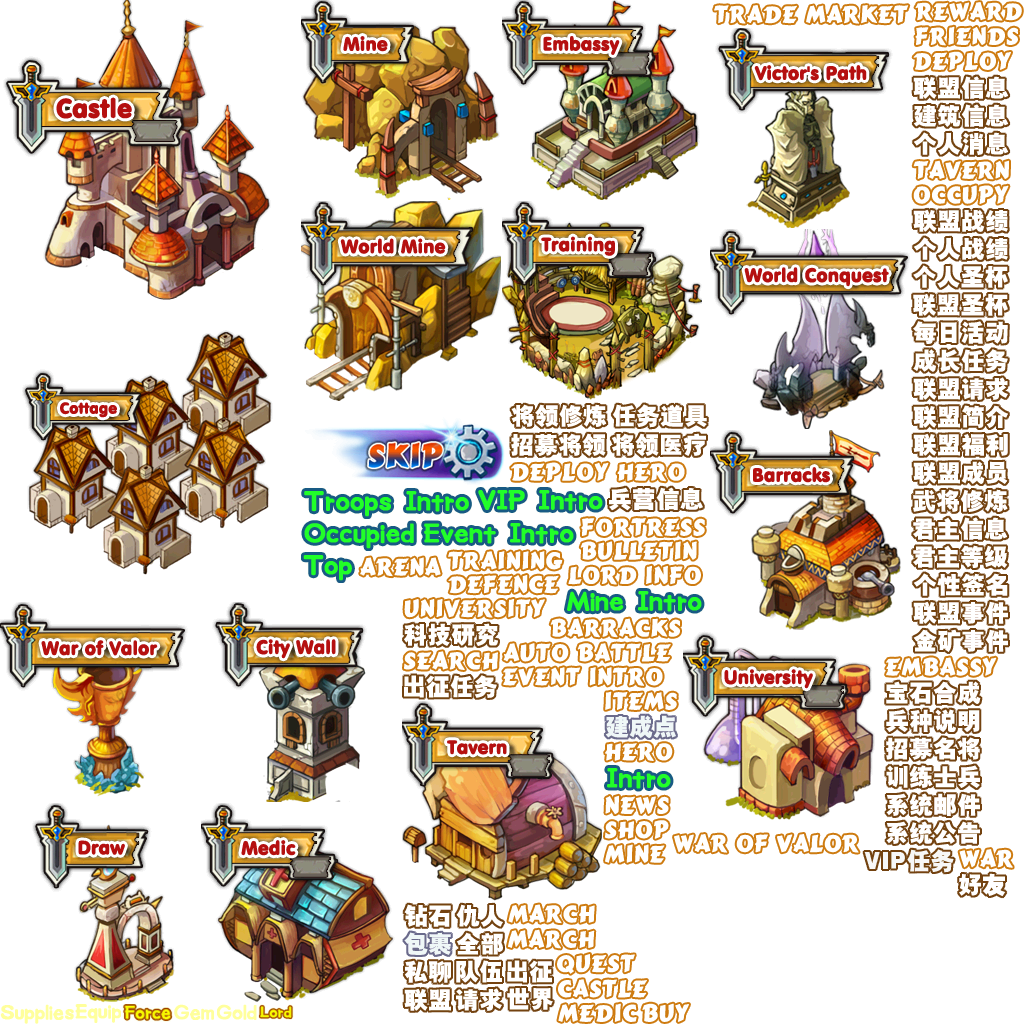 Castle
Mine
Embassy
Victor's Path
World Mine
Training
World Conquest
Cottage
SKIP
Barracks
War of Valor
City Wall
University
Tavern
Draw
Medic
TRADE MARKET
REWARD
FRIENDS
DEPLOY
联盟信息
建筑信息
个人消息
TAVERN
OCCUPY
联盟战绩
个人战绩
个人圣杯
联盟圣杯
每日活动
成长任务
联盟请求
联盟简介
联盟福利
联盟成员
武将修炼
君主信息
君主等级
个性签名
联盟事件
金矿事件
EMBASSY
宝石合成
兵种说明
招募名将
训练士兵
系统邮件
系统公告
VIP任务 WAR
好友
将领修炼 任务道具
招募将领 将领医疗
DEPLOY HERO
Troops Intro VIP Intro 兵营信息
Occupied Event Intro FORTRESS
BULLETIN
Top ARENA TRAINING
LORD INFO
DEFENCE
UNIVERSITY Mine Intro
科技研究 BARRACKS
SEARCH AUTO BATTLE
出征任务 EVENT INTRO
ITEMS
建成点
HERO
Intro
NEWS
SHOP
MINE WAR OF VALOR
钻石 仇人 MARCH
包裹 全部 MARCH
私聊 队伍 出征 QUEST
联盟 请求 世界 CASTLE
MEDIC BUY
Supplies Equip Force Gem Gold Lord